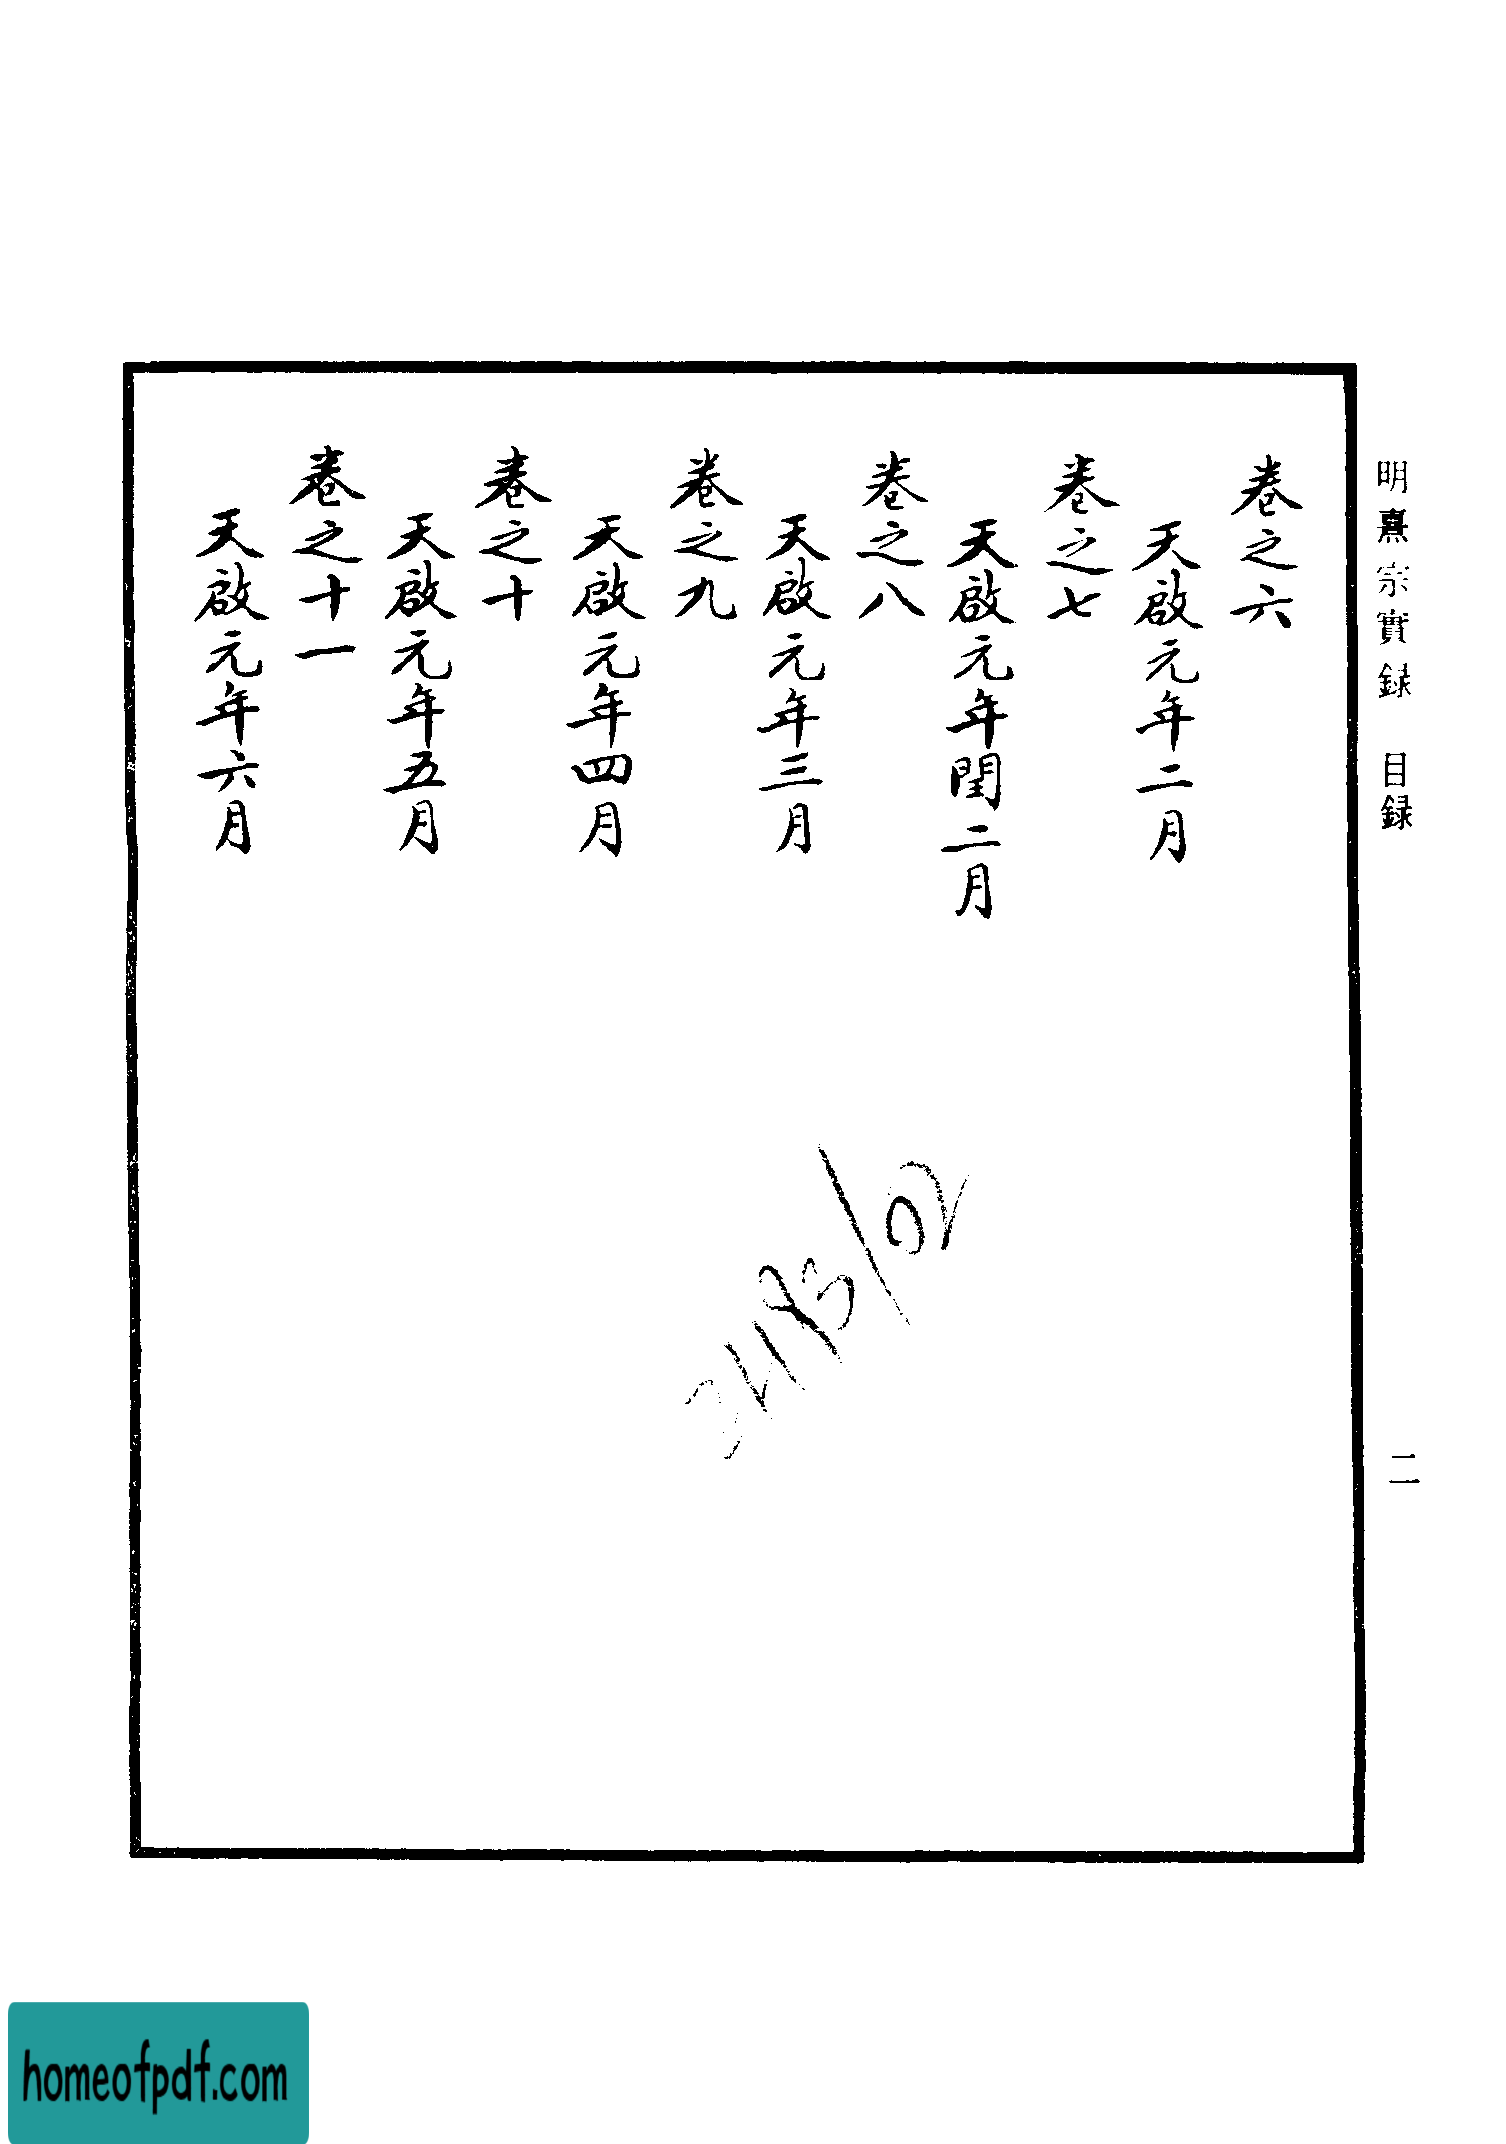 明熹宗實録 目録
二
卷之六
天啟元年二月
卷之七
天啟元年閏二月
卷之八
天啟元年三月
卷之九
天啟元年四月
卷之十
天啟元年五月
卷之十一
天啟元年六月
homeofpdf.com